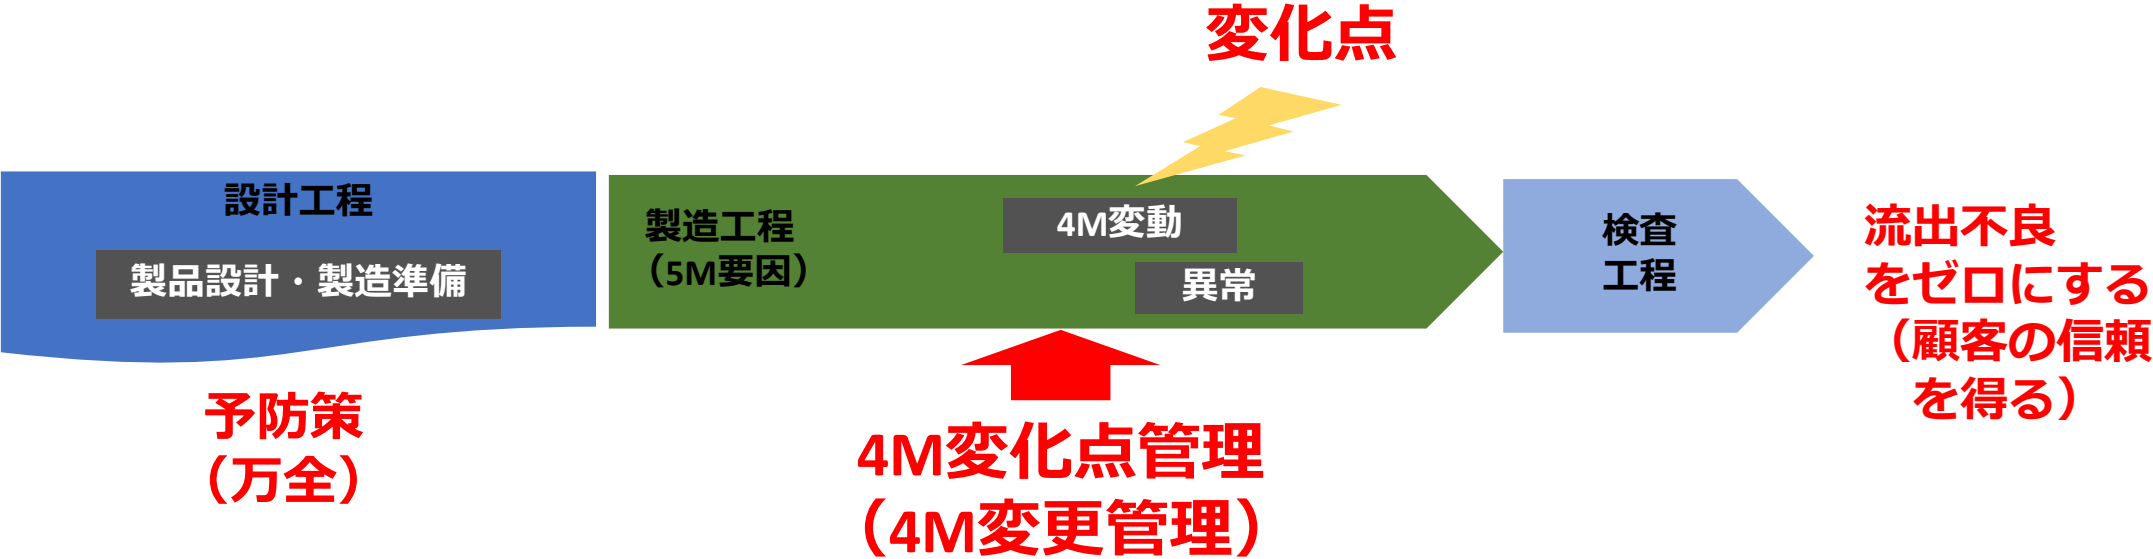 変化点
設計工程
製品設計・製造準備
予防策
（万全）
製造工程
（5M要因）
4M変動
異常
4M変化点管理
（4M変更管理）
検査
工程
流出不良
をゼロにする
（顧客の信頼
を得る）